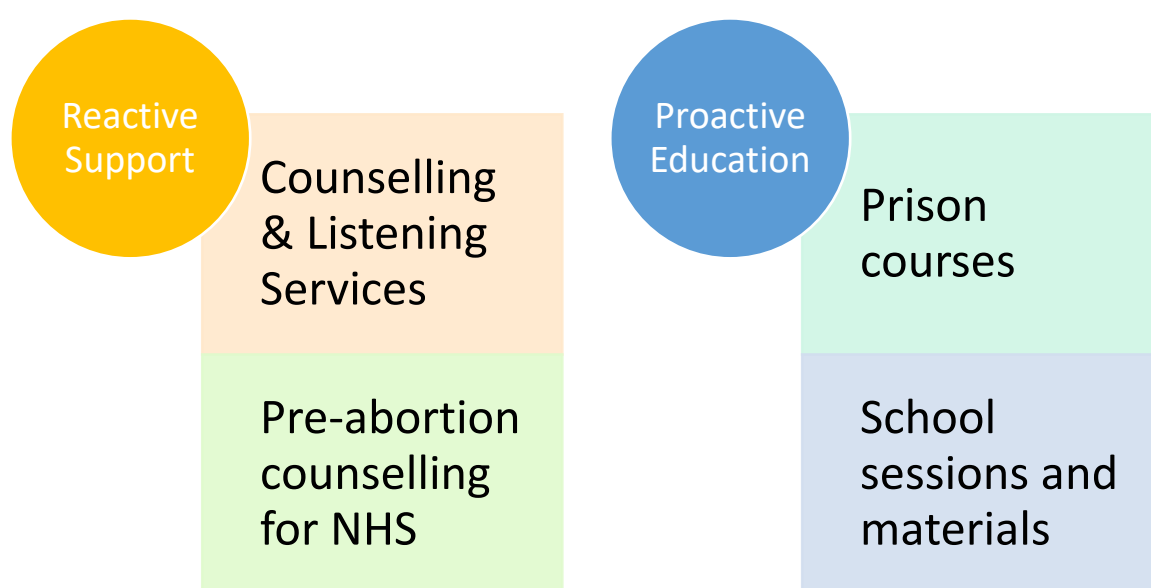 Reactive
Support
Counselling
& Listening
Services
Pre-abortion
counselling
for NHS
Proactive
Education
Prison
courses
School
sessions and
materials